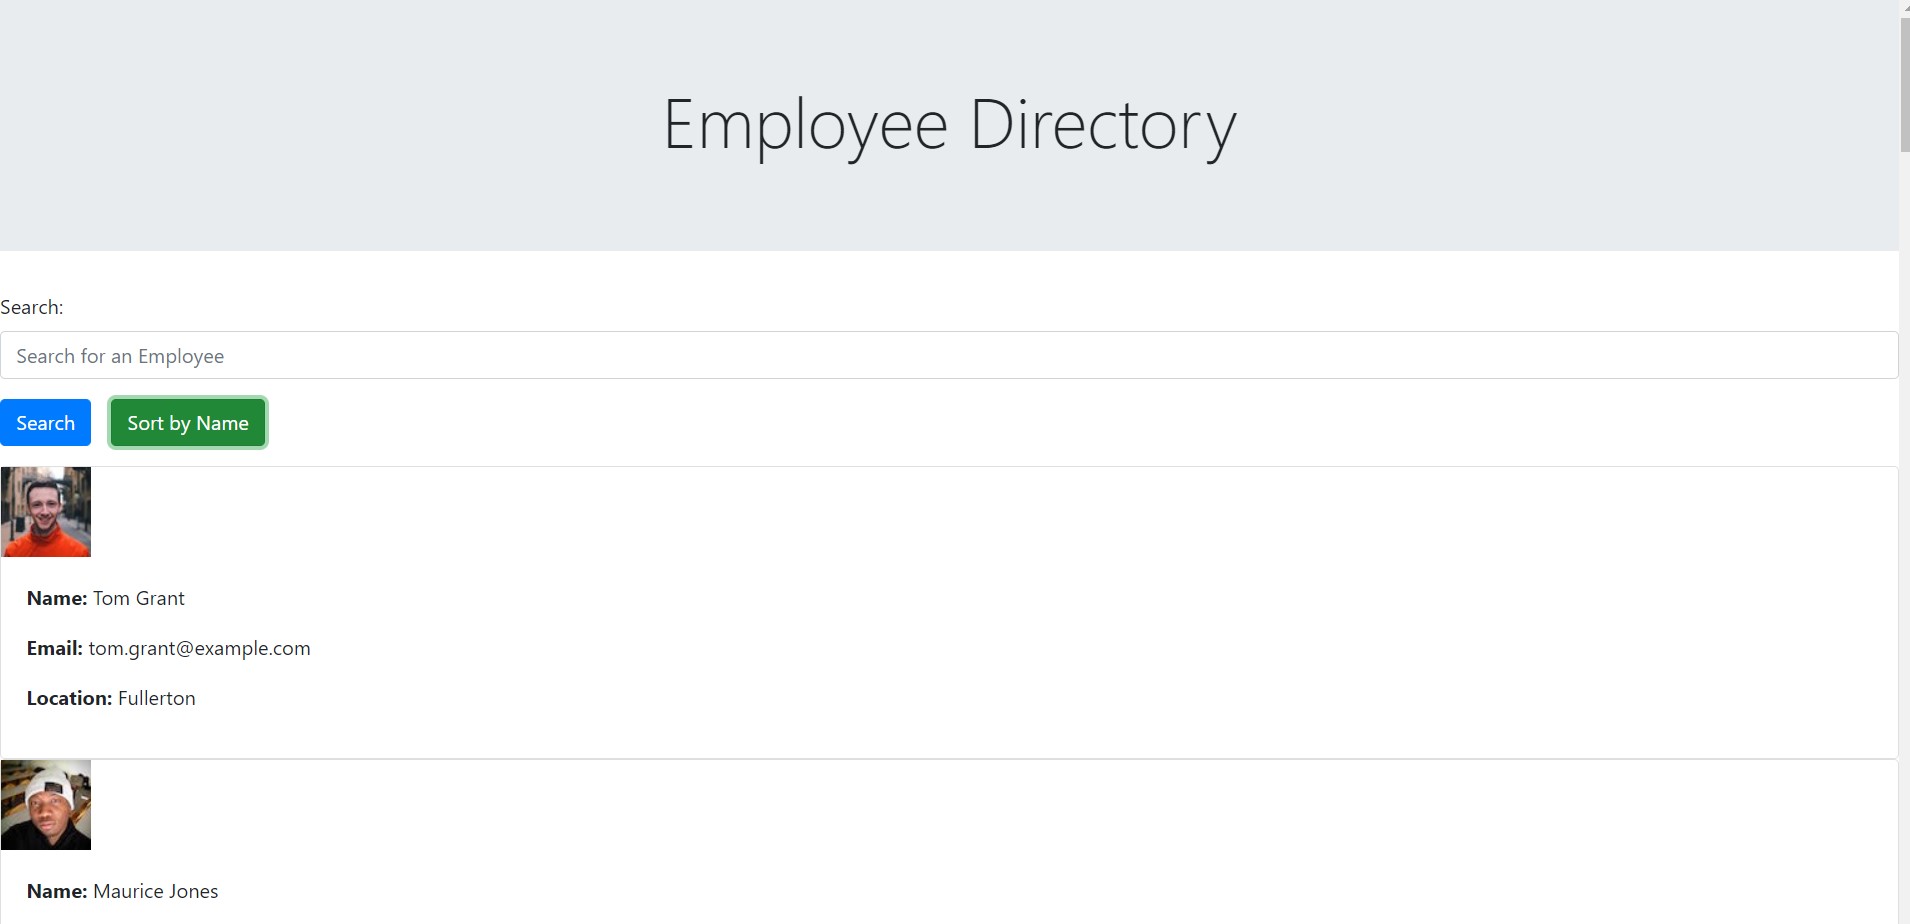 Employee Directory
Search:
Search for an Employee
Search Sort by Name
Name: Tom Grant
Email: tom.grant@example.com
Location: Fullerton
Name: Maurice Jones